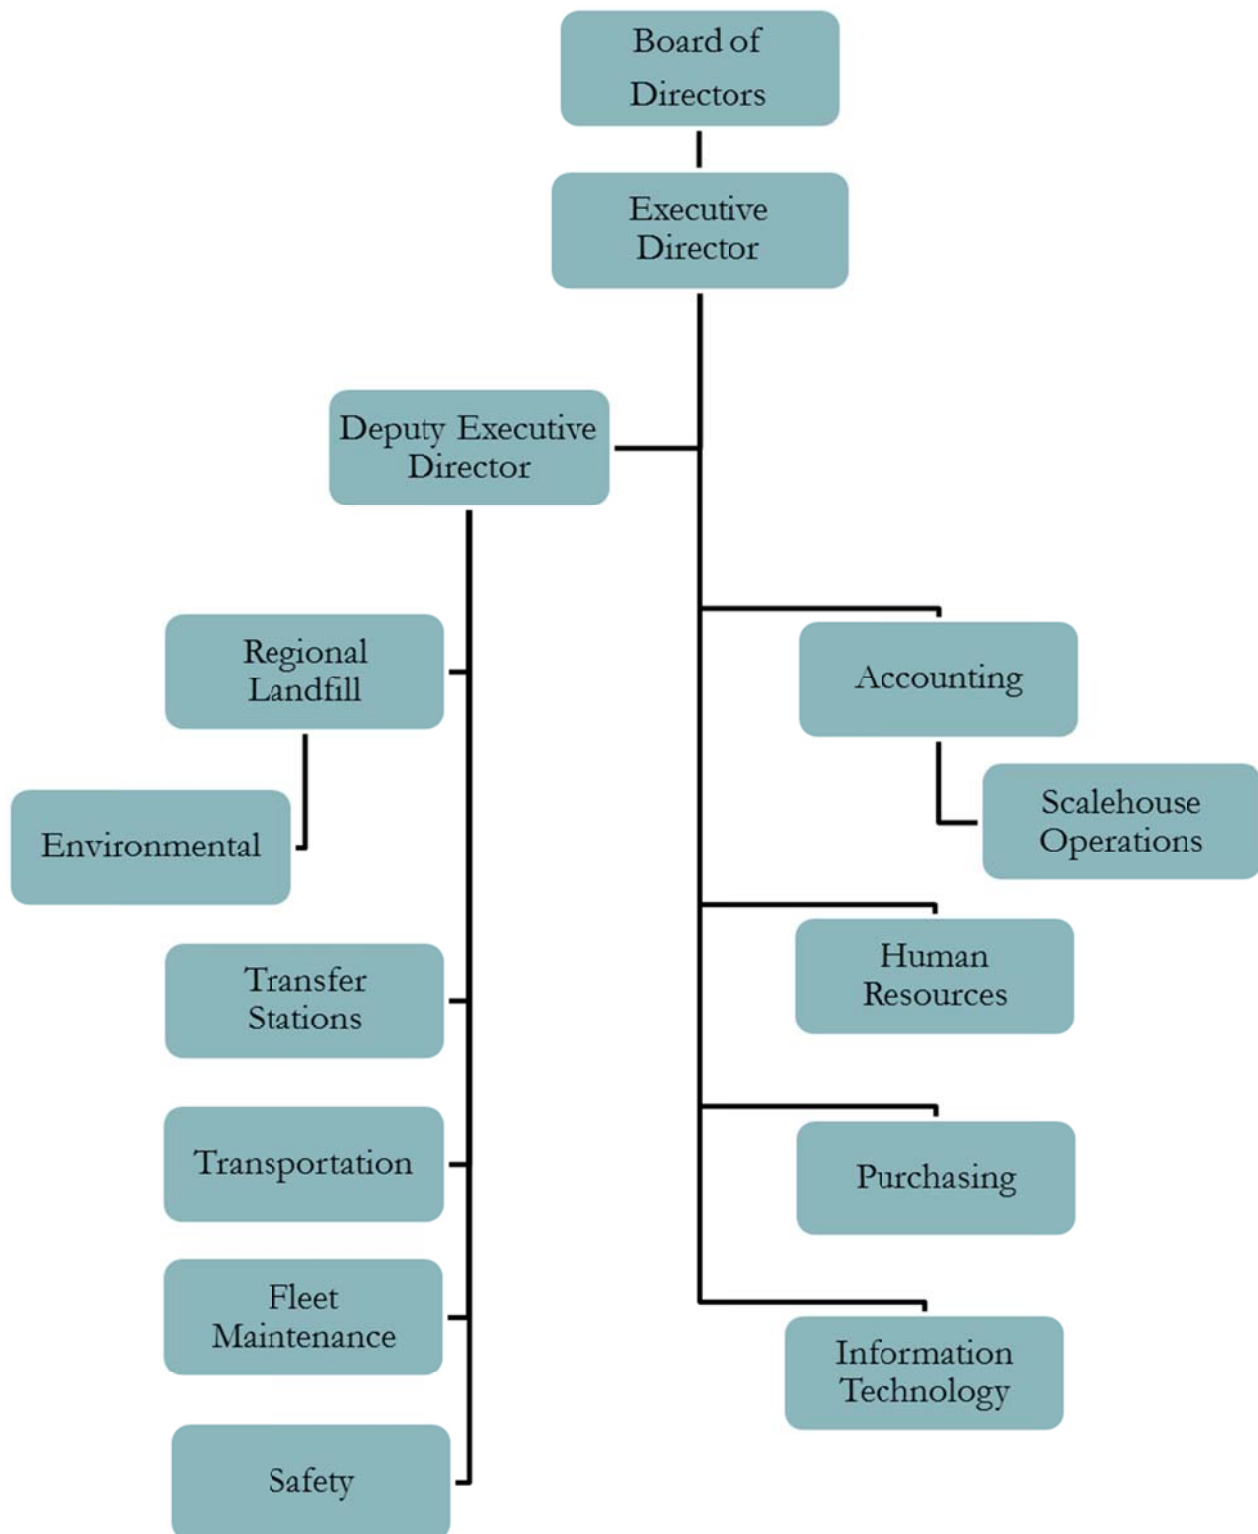 Board of
Directors
Executive
Director
Deputy Executive
Director
Regional
Landfill
Accounting
Environmental
Scalehouse
Operations
Human
Resources
Transfer
Stations
Transportation
Purchasing
Fleet
Maintenance
Information
Technology
Safety